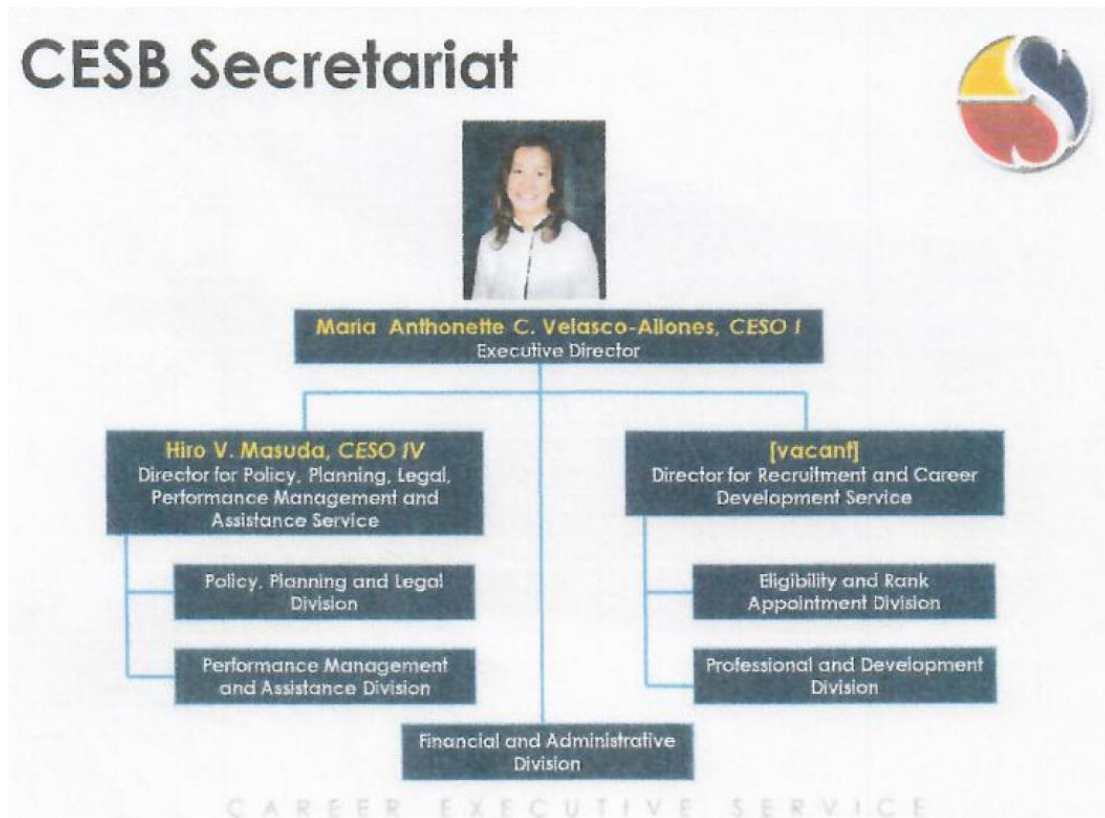 CESB Secretariat
Maria Anthonette C. Velasco-Allones, CESO I
Executive Director
Hiro V. Masuda, CESO IV
Director for Policy, Planning, Legal,
Performance Management and
Assistance Service
[vacant]
Director for Recruitment and Career
Development Service
Policy, Planning and Legal
Division
Performance Management
and Assistance Division
Eligibility and Rank
Appointment Division
Professional and Development
Division
Financial and Administrative
Division
CAREER EXECUTIVE SERVICE